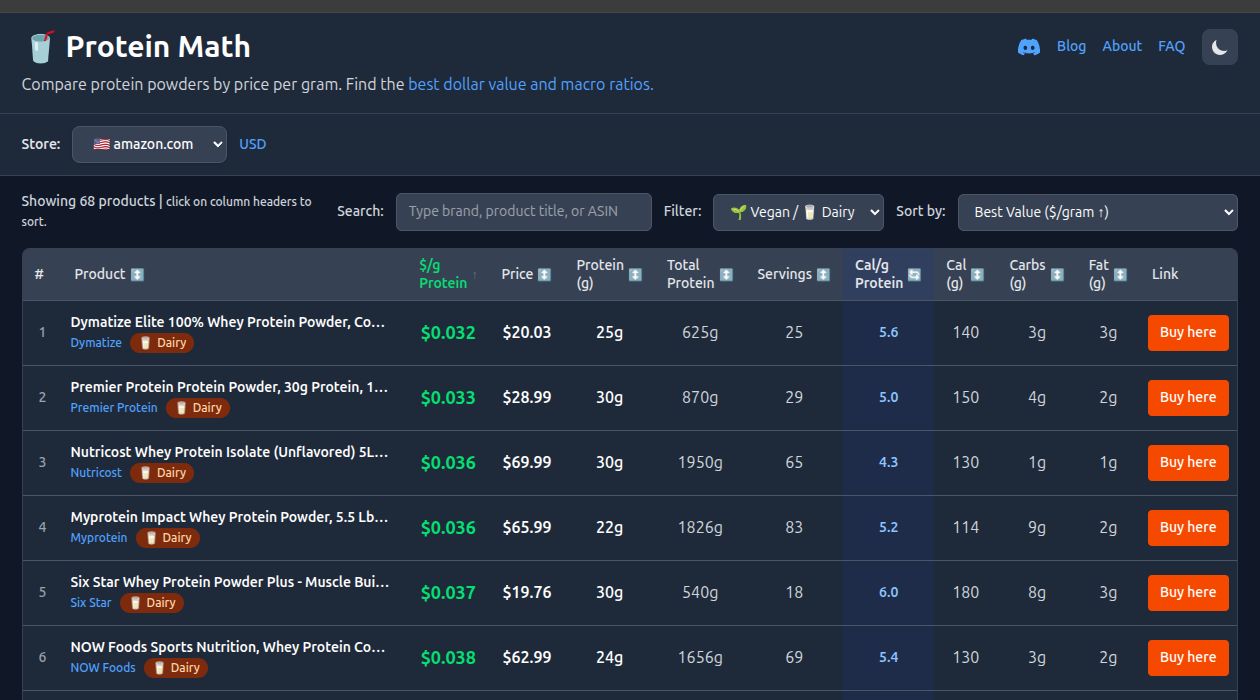 Protein Math
Blog About FAQ
Compare protein powders by price per gram. Find the best dollar value and macro ratios.
Store: amazon.com USD
Showing 68 products | click on column headers to
sort.
Search: Type brand, product title, or ASIN Filter: Vegan / Dairy Sort by: Best Value ($/gram ↑)
# Product $/g Protein ↑ Price Protein (g) Total Protein Servings Cal/g Protein Cal (g) Carbs (g) Fat (g) Link
1 Dymatize Elite 100% Whey Protein Powder, Co... $0.032 $20.03 25g 625g 25 5.6 140 3g 3g Buy here
Dymatize Dairy
2 Premier Protein Protein Powder, 30g Protein, 1... $0.033 $28.99 30g 870g 29 5.0 150 4g 2g Buy here
Premier Protein Dairy
3 Nutricost Whey Protein Isolate (Unflavored) 5L... $0.036 $69.99 30g 1950g 65 4.3 130 1g 1g Buy here
Nutricost Dairy
4 Myprotein Impact Whey Protein Powder, 5.5 Lb... $0.036 $65.99 22g 1826g 83 5.2 114 9g 2g Buy here
Myprotein Dairy
5 Six Star Whey Protein Powder Plus - Muscle Bui... $0.037 $19.76 30g 540g 18 6.0 180 8g 3g Buy here
Six Star Dairy
6 NOW Foods Sports Nutrition, Whey Protein Co... $0.038 $62.99 24g 1656g 69 5.4 130 3g 2g Buy here
NOW Foods Dairy